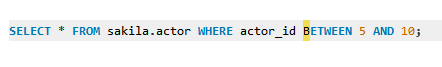 SELECT * FROM sakila.actor WHERE actor_id BETWEEN 5 AND 10;